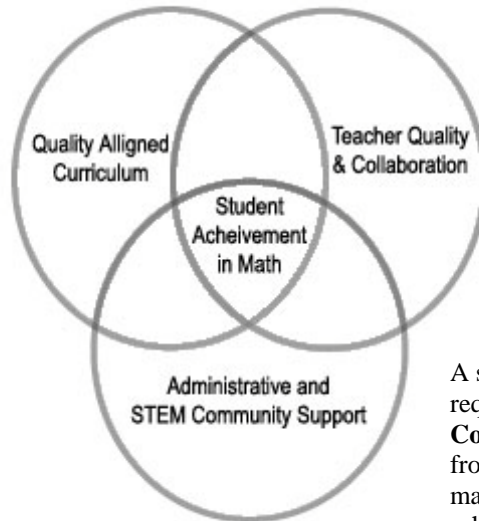 Quality Alligned
Curriculum
Teacher Quality
& Collaboration
Student
Acheivement
in Math
Administrative and
STEM Community Support
A s
req
Co
fro
ma